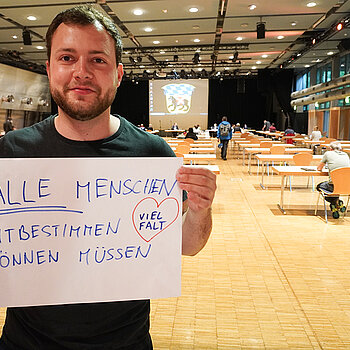 ALLE MENSCHEN
ITBESTIMMEN
VIEL
FALT
ÖNNEN MÜSSEN